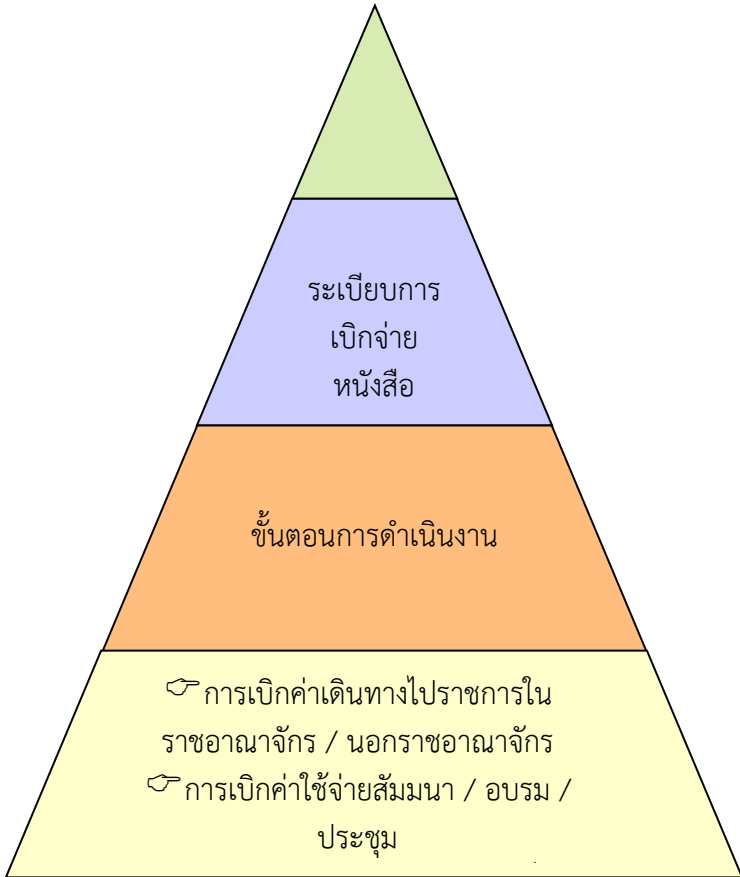 ระเบียบการ
เบิกจ่าย
หนังสือ
ขั้นตอนการดำเนินงาน
☞การเบิกค่าเดินทางไปราชการใน
ราชอาณาจักร / นอกราชอาณาจักร
☞การเบิกค่าใช้จ่ายสัมมนา / อบรม /
ประชุม